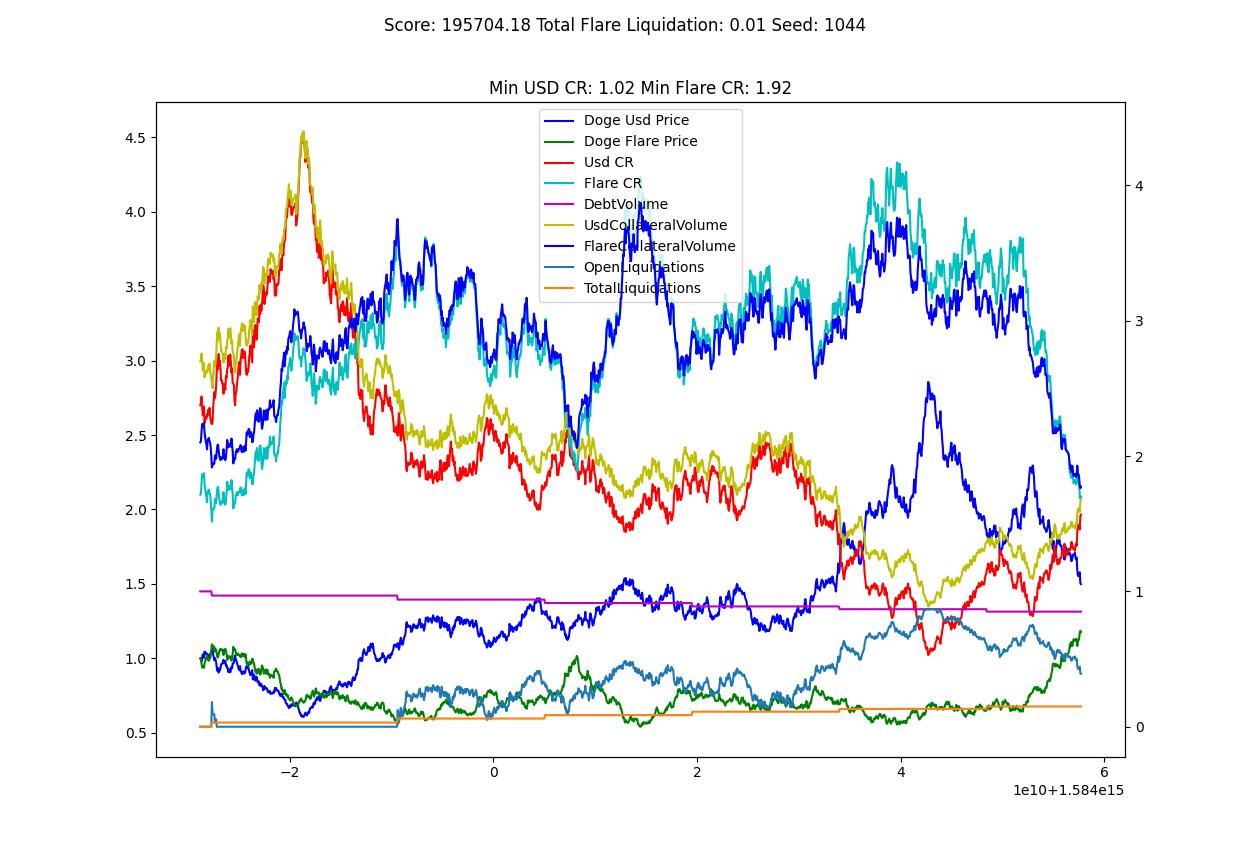 Score: 195704.18 Total Flare Liquidation: 0.01 Seed: 1044
Min USD CR: 1.02 Min Flare CR: 1.92
Doge Usd Price
Doge Flare Price
Usd CR
Flare CR
DebtVolume
UsdCollateralVolume
FlareCollateralVolume
OpenLiquidations
TotalLiquidations
4.5
4.0
3.5
3.0
2.5
2.0
1.5
1.0
0.5
4
3
2
1
0
−2
0
2
4
6
1e10+1.584e15